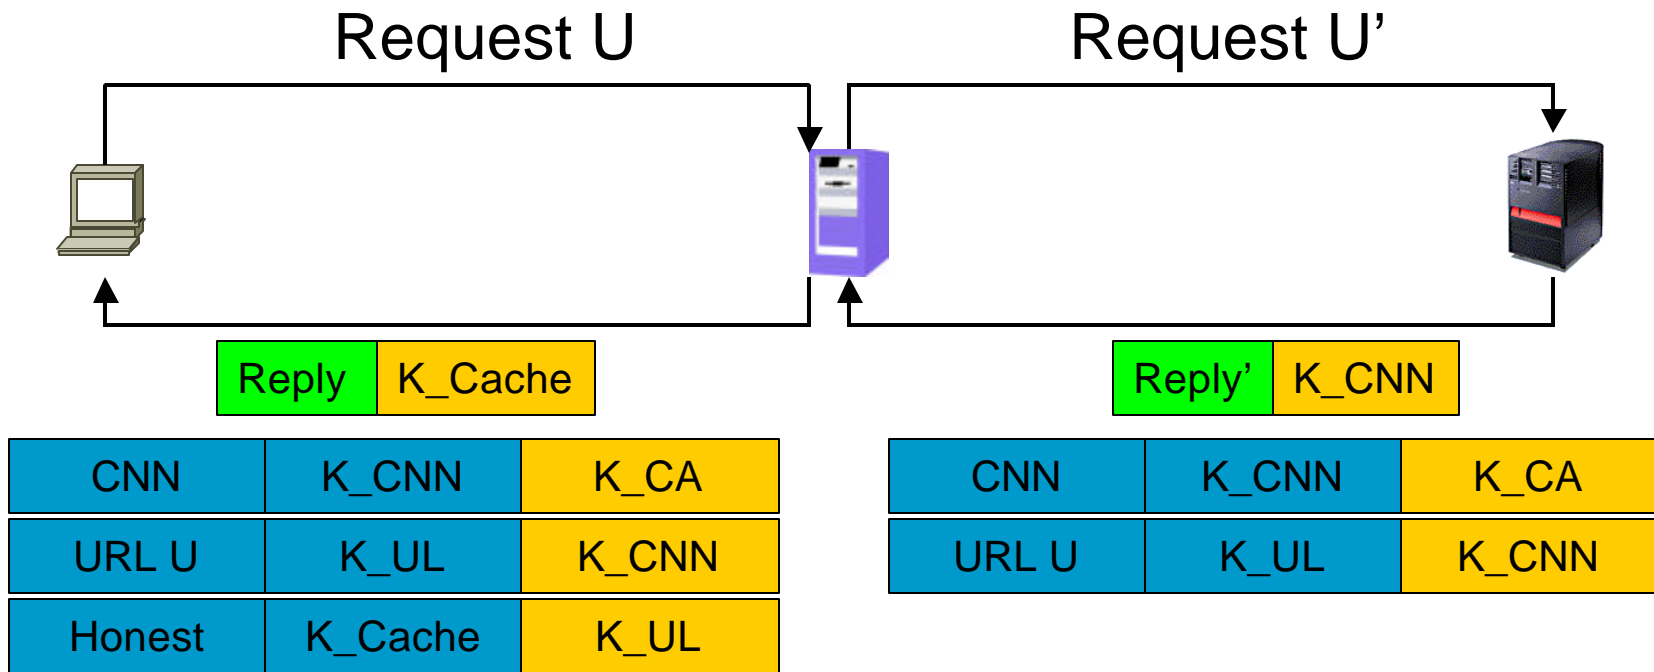 Request U
Request U’
Reply K_Cache
Reply’ K_CNN
CNN K_CNN K_CA
URL U K_UL K_CNN
Honest K_Cache K_UL
CNN K_CNN K_CA
URL U K_UL K_CNN